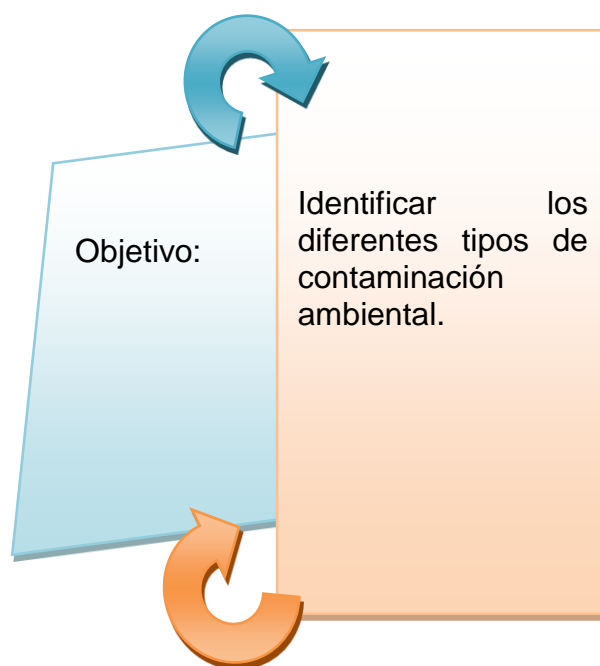 Objetivo:
Identificar los
diferentes tipos de
contaminación
ambiental.